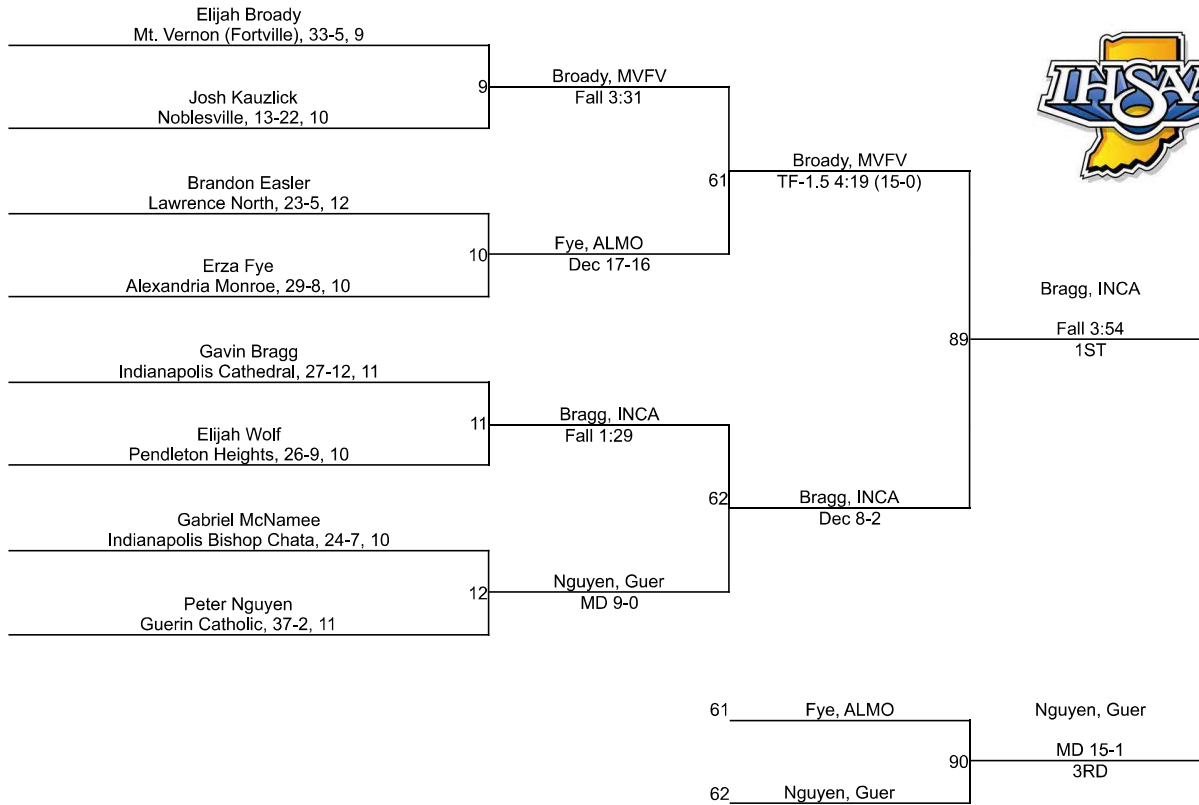 Elijah Broady
Mt. Vernon (Fortville), 33-5, 9
9
Broady, MVFV
Fall 3:31
Josh Kauzlick
Noblesville, 13-22, 10
IHSAA
61
Broady, MVFV
TF-1.5 4:19 (15-0)
Brandon Easler
Lawrence North, 23-5, 12
10
Fye, ALMO
Dec 17-16
Erza Fye
Alexandria Monroe, 29-8, 10
89
Bragg, INCA
Fall 3:54
1ST
Gavin Bragg
Indianapolis Cathedral, 27-12, 11
11
Bragg, INCA
Fall 1:29
Elijah Wolf
Pendleton Heights, 26-9, 10
62
Bragg, INCA
Dec 8-2
Gabriel McNamee
Indianapolis Bishop Chata, 24-7, 10
12
Nguyen, Guer
MD 9-0
Peter Nguyen
Guerin Catholic, 37-2, 11
61
Fye, ALMO
90
Nguyen, Guer
MD 15-1
3RD
62
Nguyen, Guer